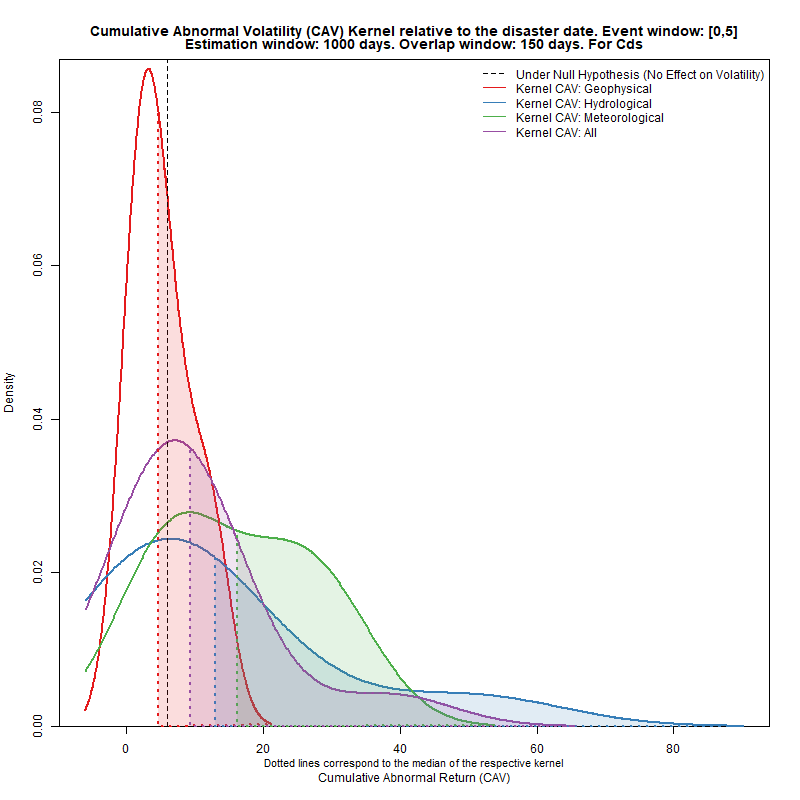 Cumulative Abnormal Volatility (CAV) Kernel relative to the disaster date. Event window: [0,5]
Estimation window: 1000 days. Overlap window: 150 days. For Cds
Under Null Hypothesis (No Effect on Volatility)
Kernel CAV: Geophysical
Kernel CAV: Hydrological
Kernel CAV: Meteorological
Kernel CAV: All
Density
0.08
0.06
0.04
0.02
0.00
0 20 40 60 80
Dotted lines correspond to the median of the respective kernel
Cumulative Abnormal Return (CAV)